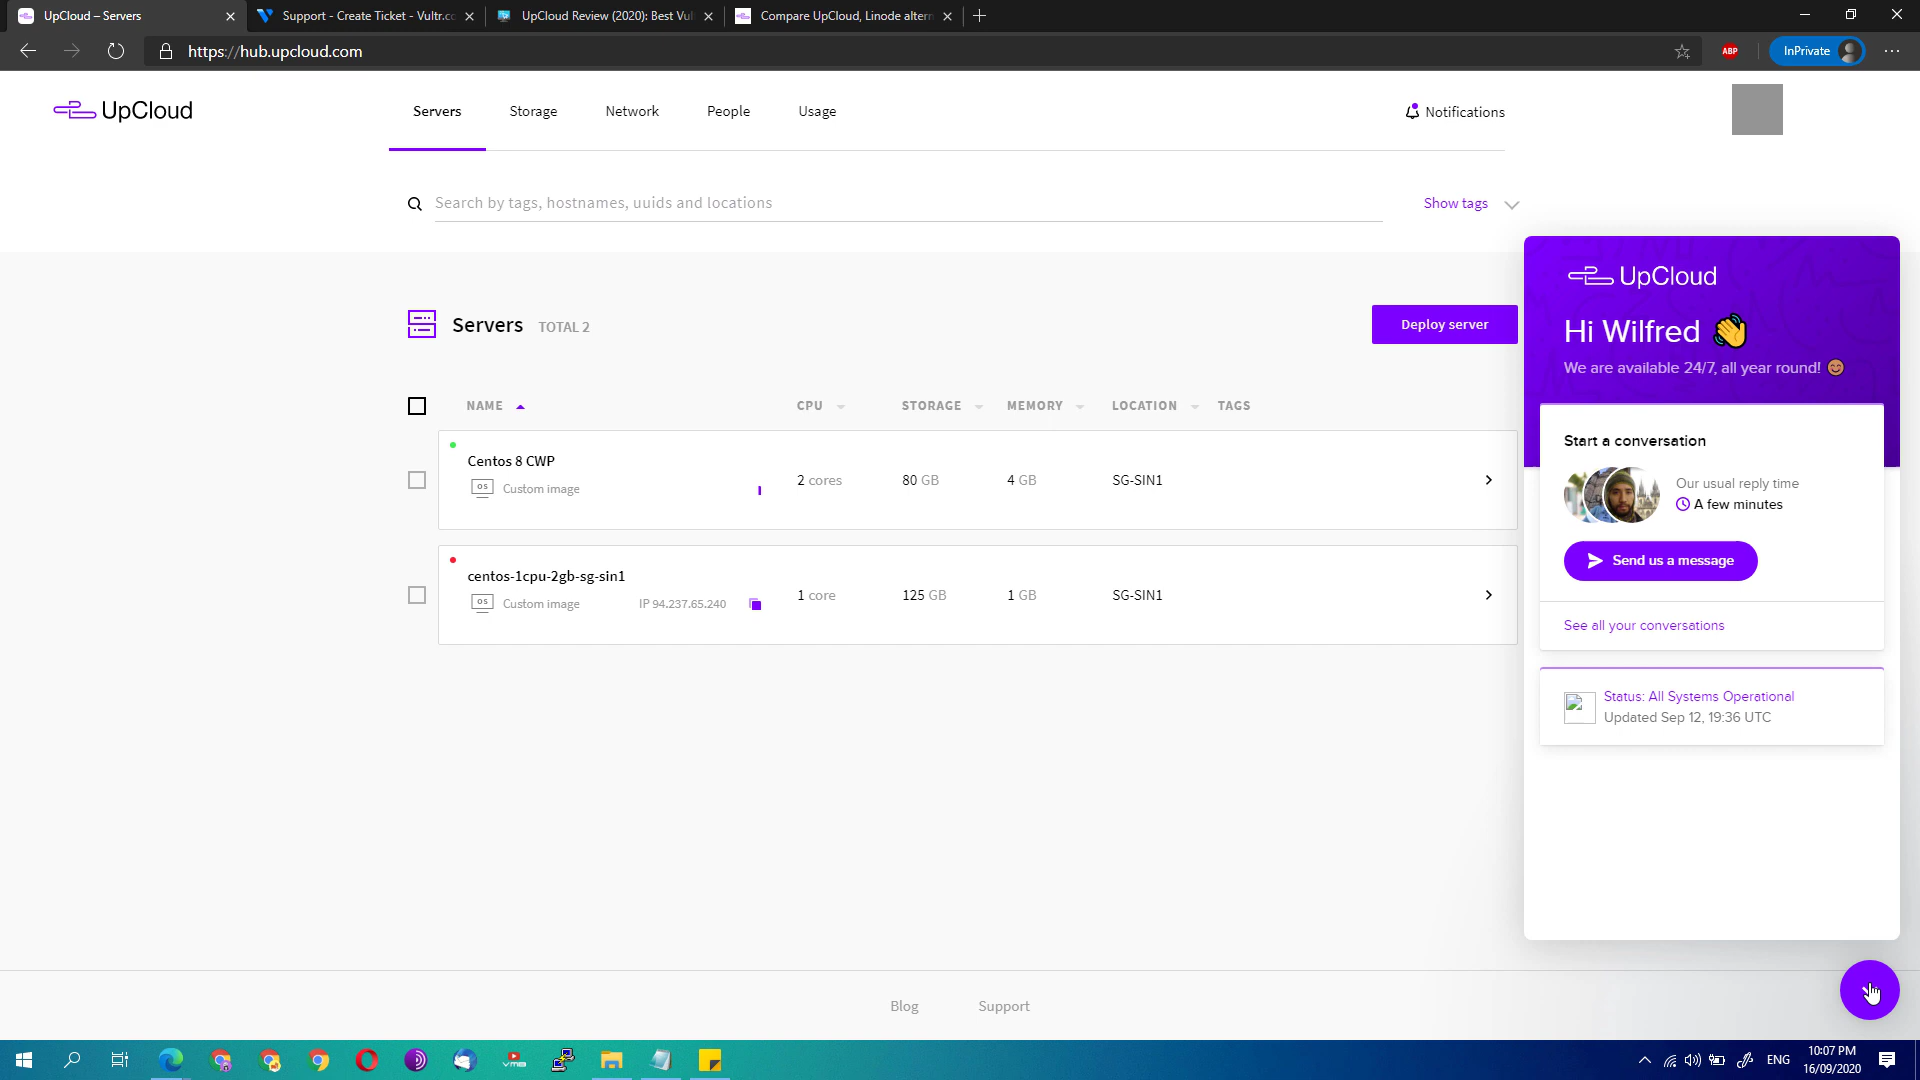 UpCloud – Servers
Support - Create Ticket - Vultr.cc
UpCloud Review (2020): Best Vul
Compare UpCloud, Linode altern
https://hub.upcloud.com
ABP
InPrivate
UpCloud
Servers
Storage
Network
People
Usage
Notifications
Search by tags, hostnames, uuids and locations
Show tags
Servers TOTAL 2
Deploy server
NAME CPU STORAGE MEMORY LOCATION TAGS
Centos 8 CWP
OS Custom image
2 cores
80 GB
4 GB
SG-SIN1
centos-1cpu-2gb-sg-sin1
OS Custom image
IP 94.237.65.240
1 core
125 GB
1 GB
SG-SIN1
UpCloud
Hi Wilfred
We are available 24/7, all year round!
Start a conversation
Our usual reply time
A few minutes
Send us a message
See all your conversations
Status: All Systems Operational
Updated Sep 12, 19:36 UTC
Blog
Support
ENG
10:07 PM
16/09/2020